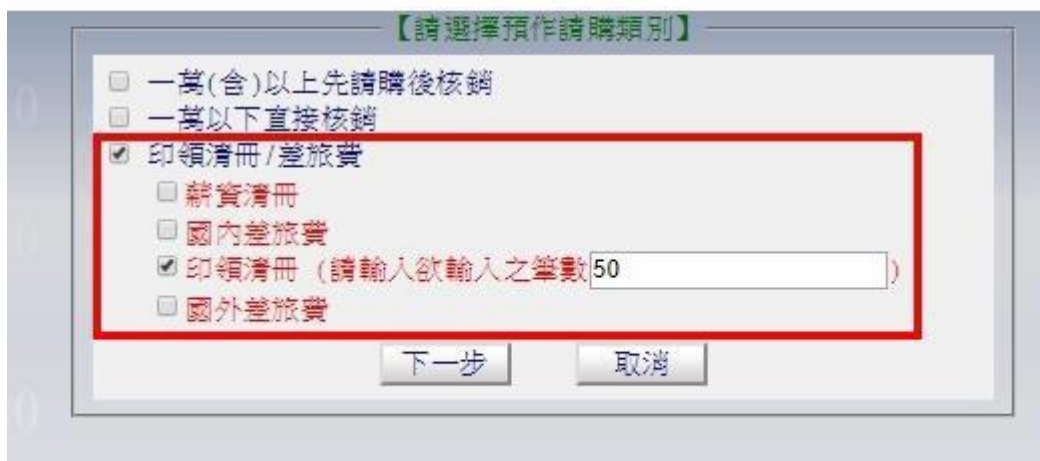 【請選擇預作請購類別】
一萬(含)以上先請購後核銷
一萬以下直接核銷
印領清冊/差旅費
薪資清冊
國內差旅費
印領清冊 (請輸入欲輸入之筆數50)
國外差旅費
下一步 取消